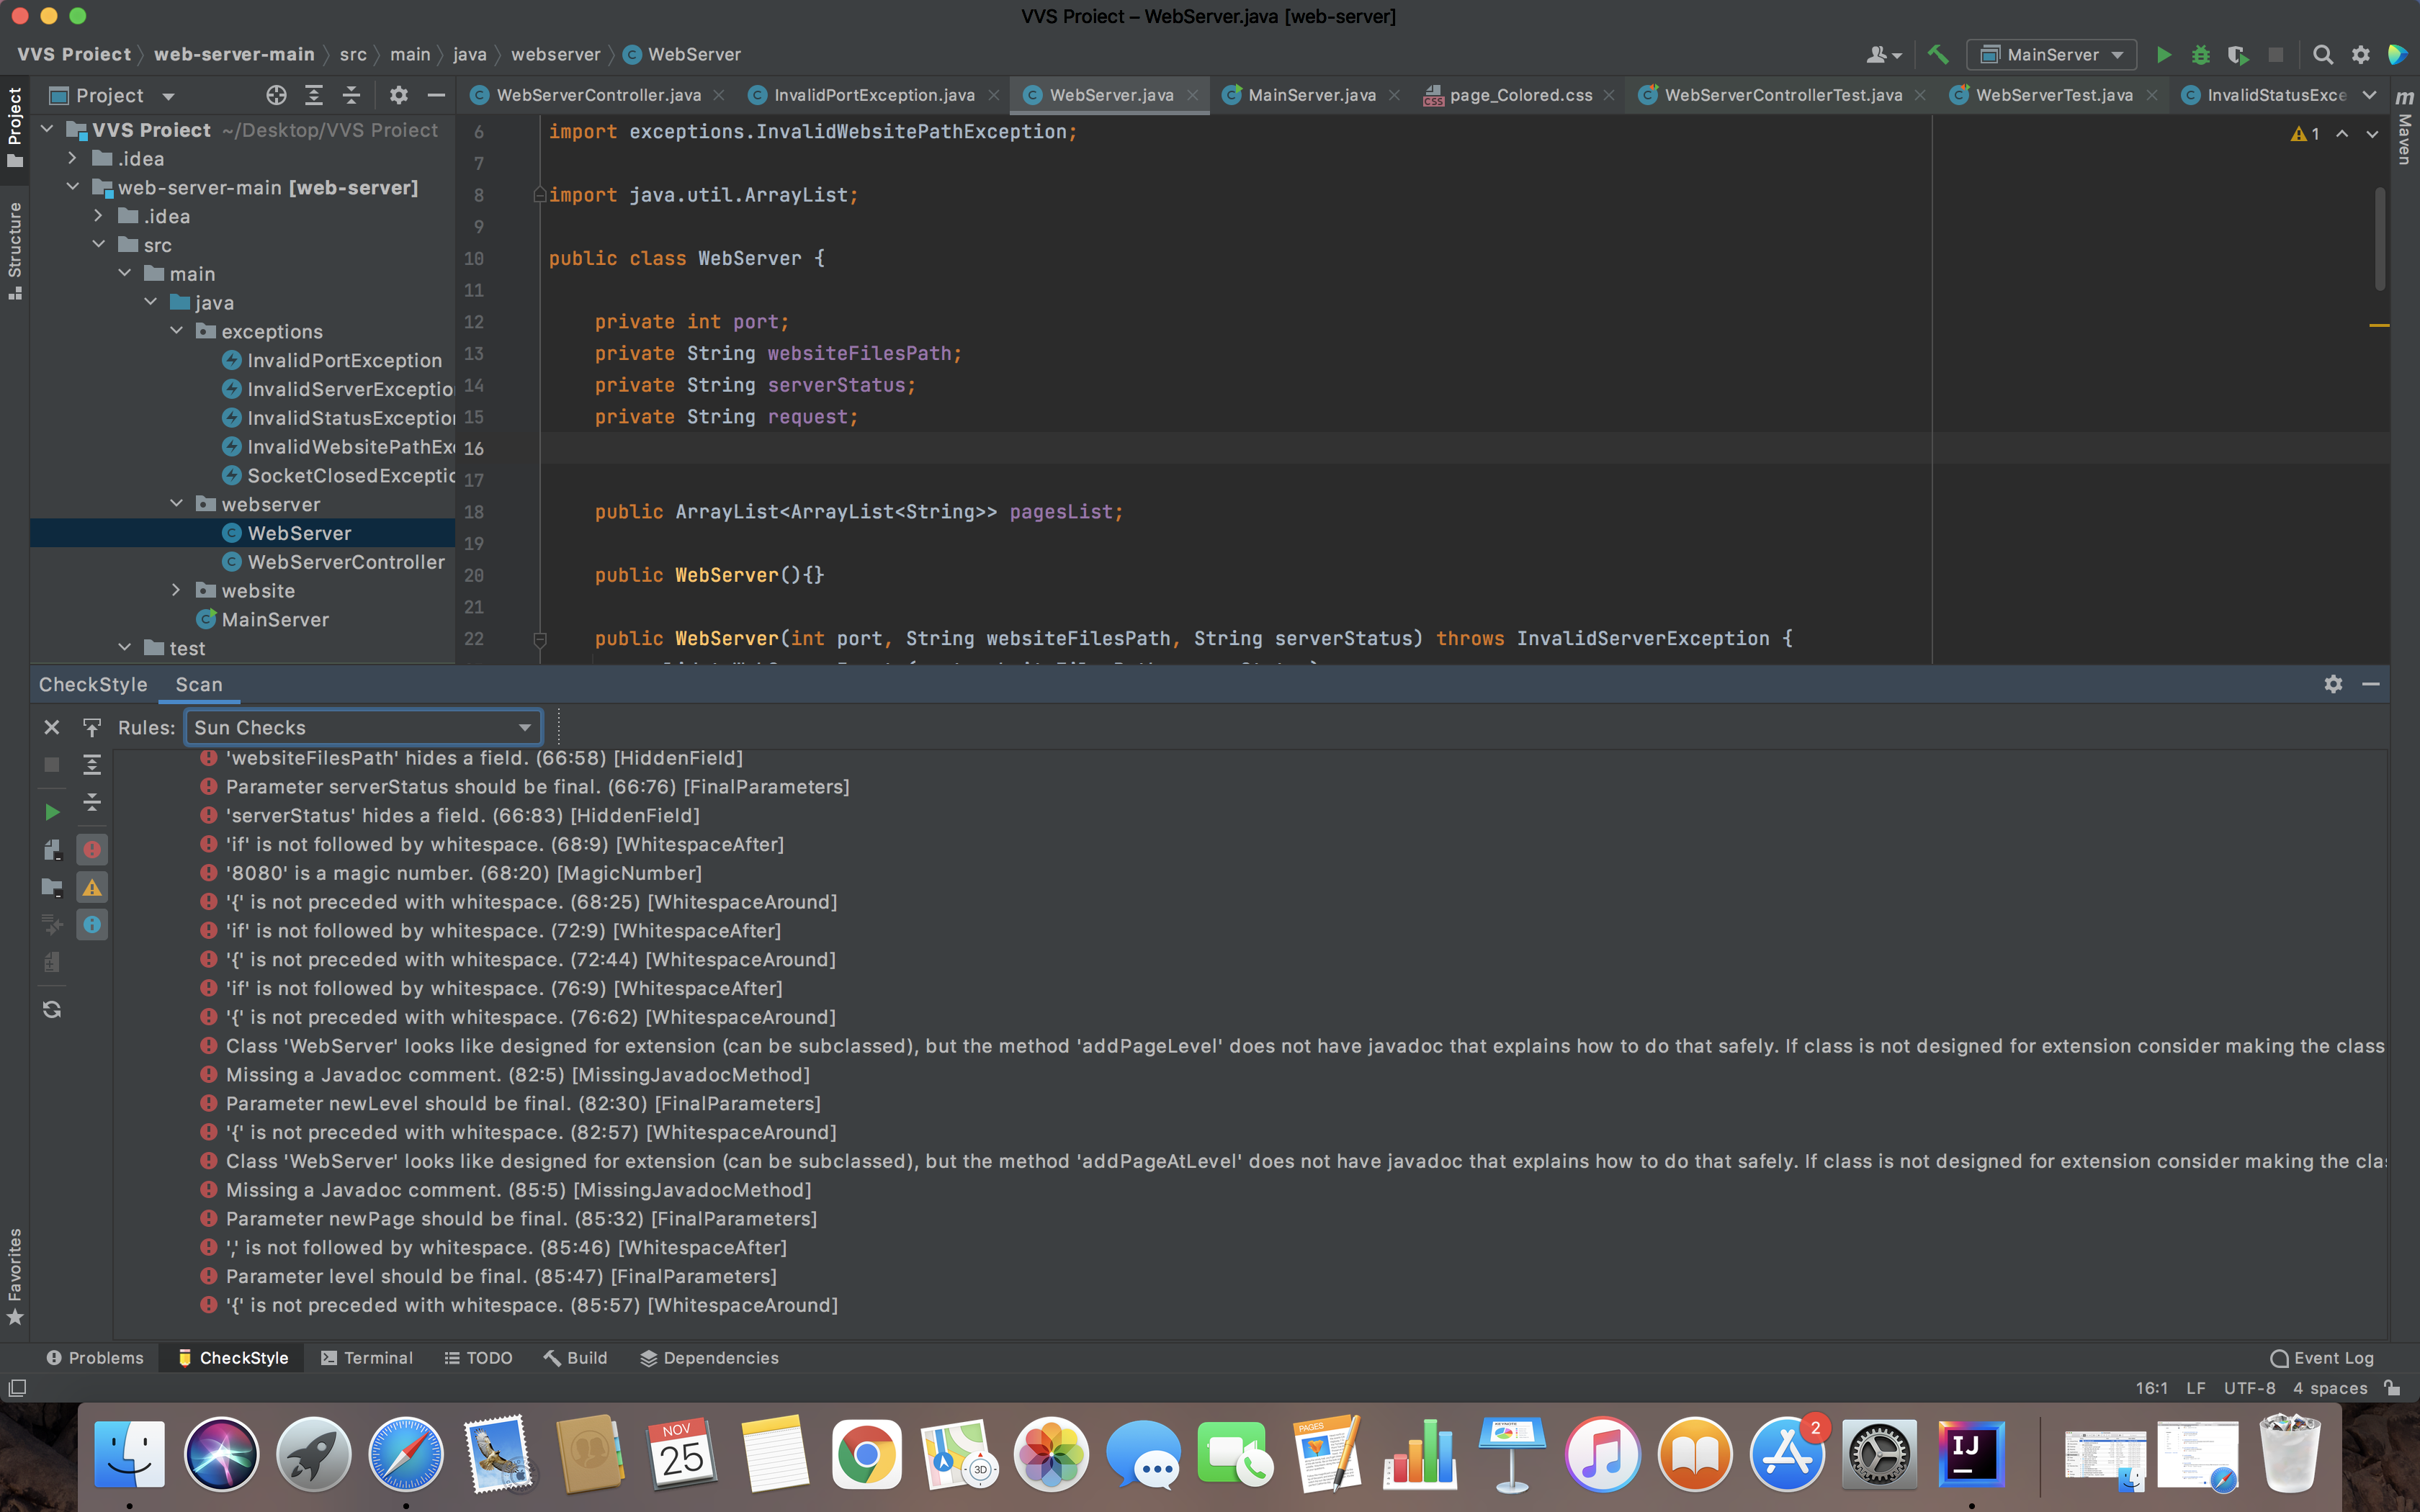 VVS Project – WebServer.java [web-server]
VVS Project web-server-main src main java webserver WebServer
MainServer
Project
WebServerController.java InvalidPortException.java WebServer.java MainServer.java page_Colored.css WebServerControllerTest.java WebServerTest.java InvalidStatusExce
Project
Structure
Favorites
m Maven
VVS Project ~/Desktop/VVS Project
.idea
web-server-main [web-server]
.idea
src
main
java
exceptions
InvalidPortException
InvalidServerExceptio
InvalidStatusException
InvalidWebsitePathExc
SocketClosedExceptic
webserver
WebServer
WebServerController
website
MainServer
test
1
6 import exceptions.InvalidWebsitePathException;
7
8 import java.util.ArrayList;
9
10 public class WebServer {
11
12 private int port;
13 private String websiteFilesPath;
14 private String serverStatus;
15 private String request;
16
17
18 public ArrayList<ArrayList<String>> pagesList;
19
20 public WebServer(){}
21
22 public WebServer(int port, String websiteFilesPath, String serverStatus) throws InvalidServerException {
CheckStyle Scan
Rules: Sun Checks
'websiteFilesPath' hides a field. (66:58) [HiddenField]
Parameter serverStatus should be final. (66:76) [FinalParameters]
'serverStatus' hides a field. (66:83) [HiddenField]
'if' is not followed by whitespace. (68:9) [WhitespaceAfter]
'8080' is a magic number. (68:20) [MagicNumber]
'{' is not preceded with whitespace. (68:25) [WhitespaceAround]
'if' is not followed by whitespace. (72:9) [WhitespaceAfter]
'{' is not preceded with whitespace. (72:44) [WhitespaceAround]
'if' is not followed by whitespace. (76:9) [WhitespaceAfter]
'{' is not preceded with whitespace. (76:62) [WhitespaceAround]
Class 'WebServer' looks like designed for extension (can be subclassed), but the method 'addPageLevel' does not have javadoc that explains how to do that safely. If class is not designed for extension consider making the class
Missing a Javadoc comment. (82:5) [MissingJavadocMethod]
Parameter newLevel should be final. (82:30) [FinalParameters]
'{' is not preceded with whitespace. (82:57) [WhitespaceAround]
Class 'WebServer' looks like designed for extension (can be subclassed), but the method 'addPageAtLevel' does not have javadoc that explains how to do that safely. If class is not designed for extension consider making the cla
Missing a Javadoc comment. (85:5) [MissingJavadocMethod]
Parameter newPage should be final. (85:32) [FinalParameters]
',' is not followed by whitespace. (85:46) [WhitespaceAfter]
Parameter level should be final. (85:47) [FinalParameters]
'{' is not preceded with whitespace. (85:57) [WhitespaceAround]
Problems CheckStyle Terminal TODO Build Dependencies Event Log
16:1 LF UTF-8 4 spaces
NOV
25
3D
PAGES
2
IJ